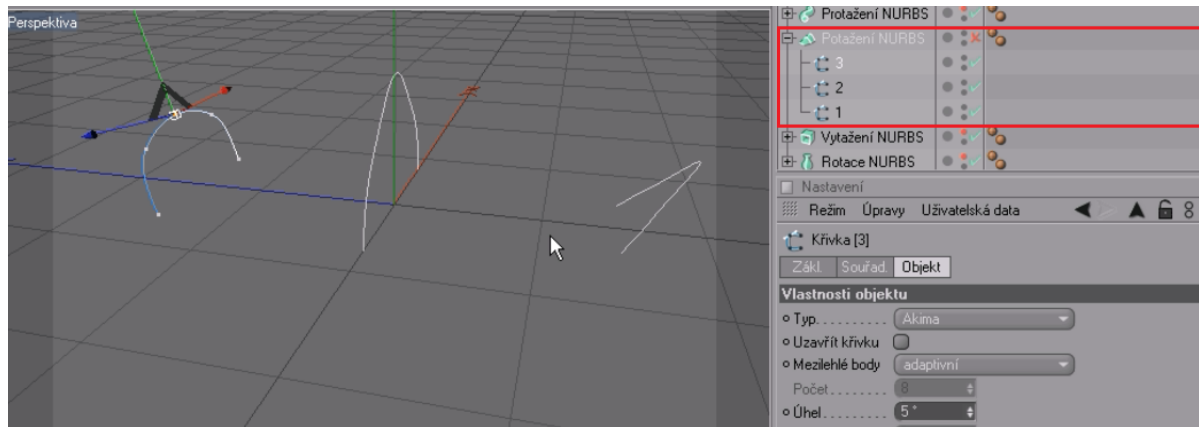 Perspektiva
Protažení NURBS
Potažení NURBS
3
2
1
Vytažení NURBS
Rotace NURBS
Nastavení
Režim Úpravy Uživatelská data
Křivka [3]
Zákl. Souřad. Objekt
Vlastnosti objektu
Typ. . . . . . . . . . Akima
Uzavřít křivku
Mezilehlé body adaptivní
Počet. . . . . . . . 8
Úhel. . . . . . . . . 5 °